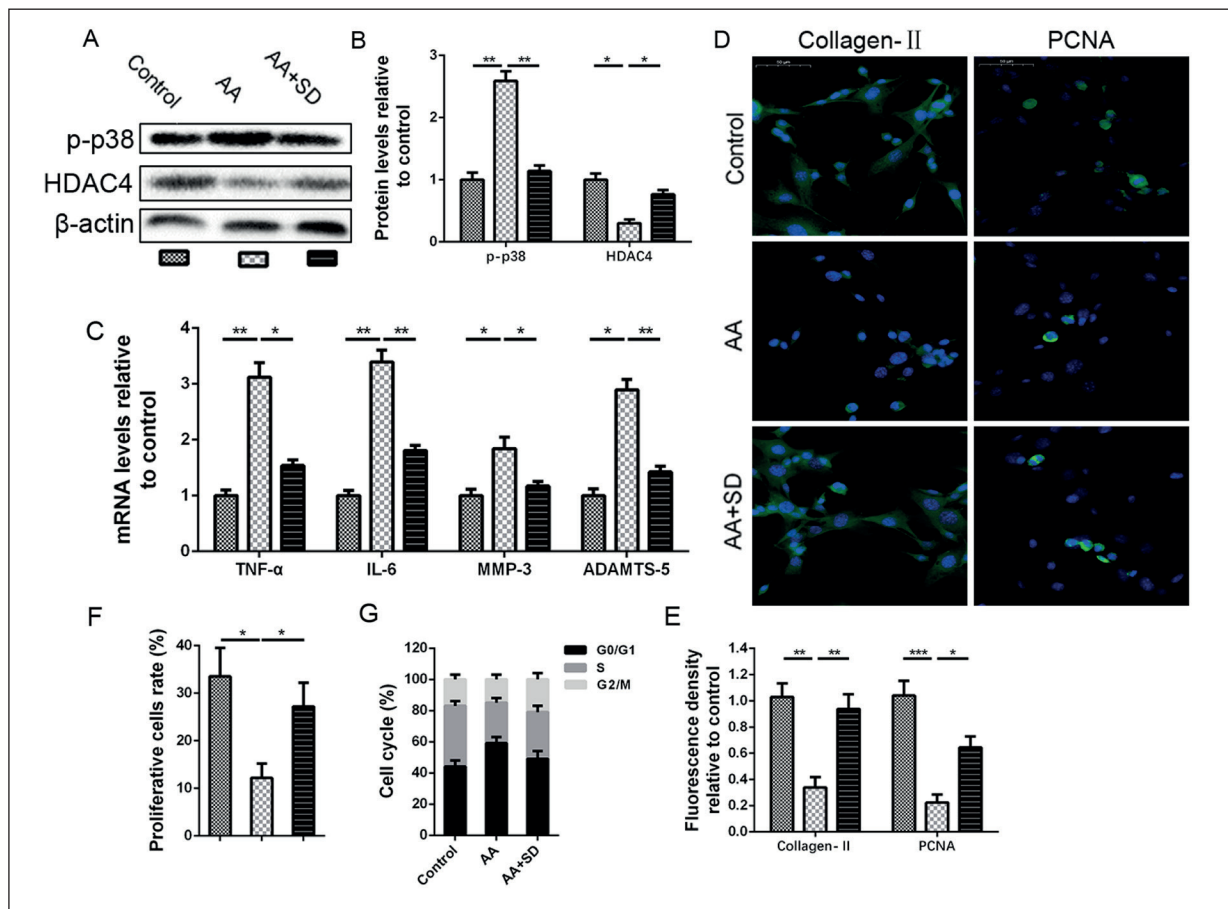 A
Control
AA
AA+SD
p-p38
HDAC4
β-actin
B
Protein levels relative
to control
3
2
1
0
** ** * *
p-p38 HDAC4
C
mRNA levels relative
to control
4
3
2
1
0
** * ** ** * * * **
TNF-α IL-6 MMP-3 ADAMTS-5
D
Collagen-Ⅱ PCNA
Control
AA
AA+SD
F
Proliferative cells rate (%)
40
30
20
10
0
* *
G
Cell cycle (%)
120
100
80
60
40
20
0
Control AA AA+SD
G0/G1
S
G2/M
E
Fluorescence density
relative to control
1.4
1.2
1.0
0.6
0.4
0.2
0.0
** ** *** *
Collagen-Ⅱ PCNA